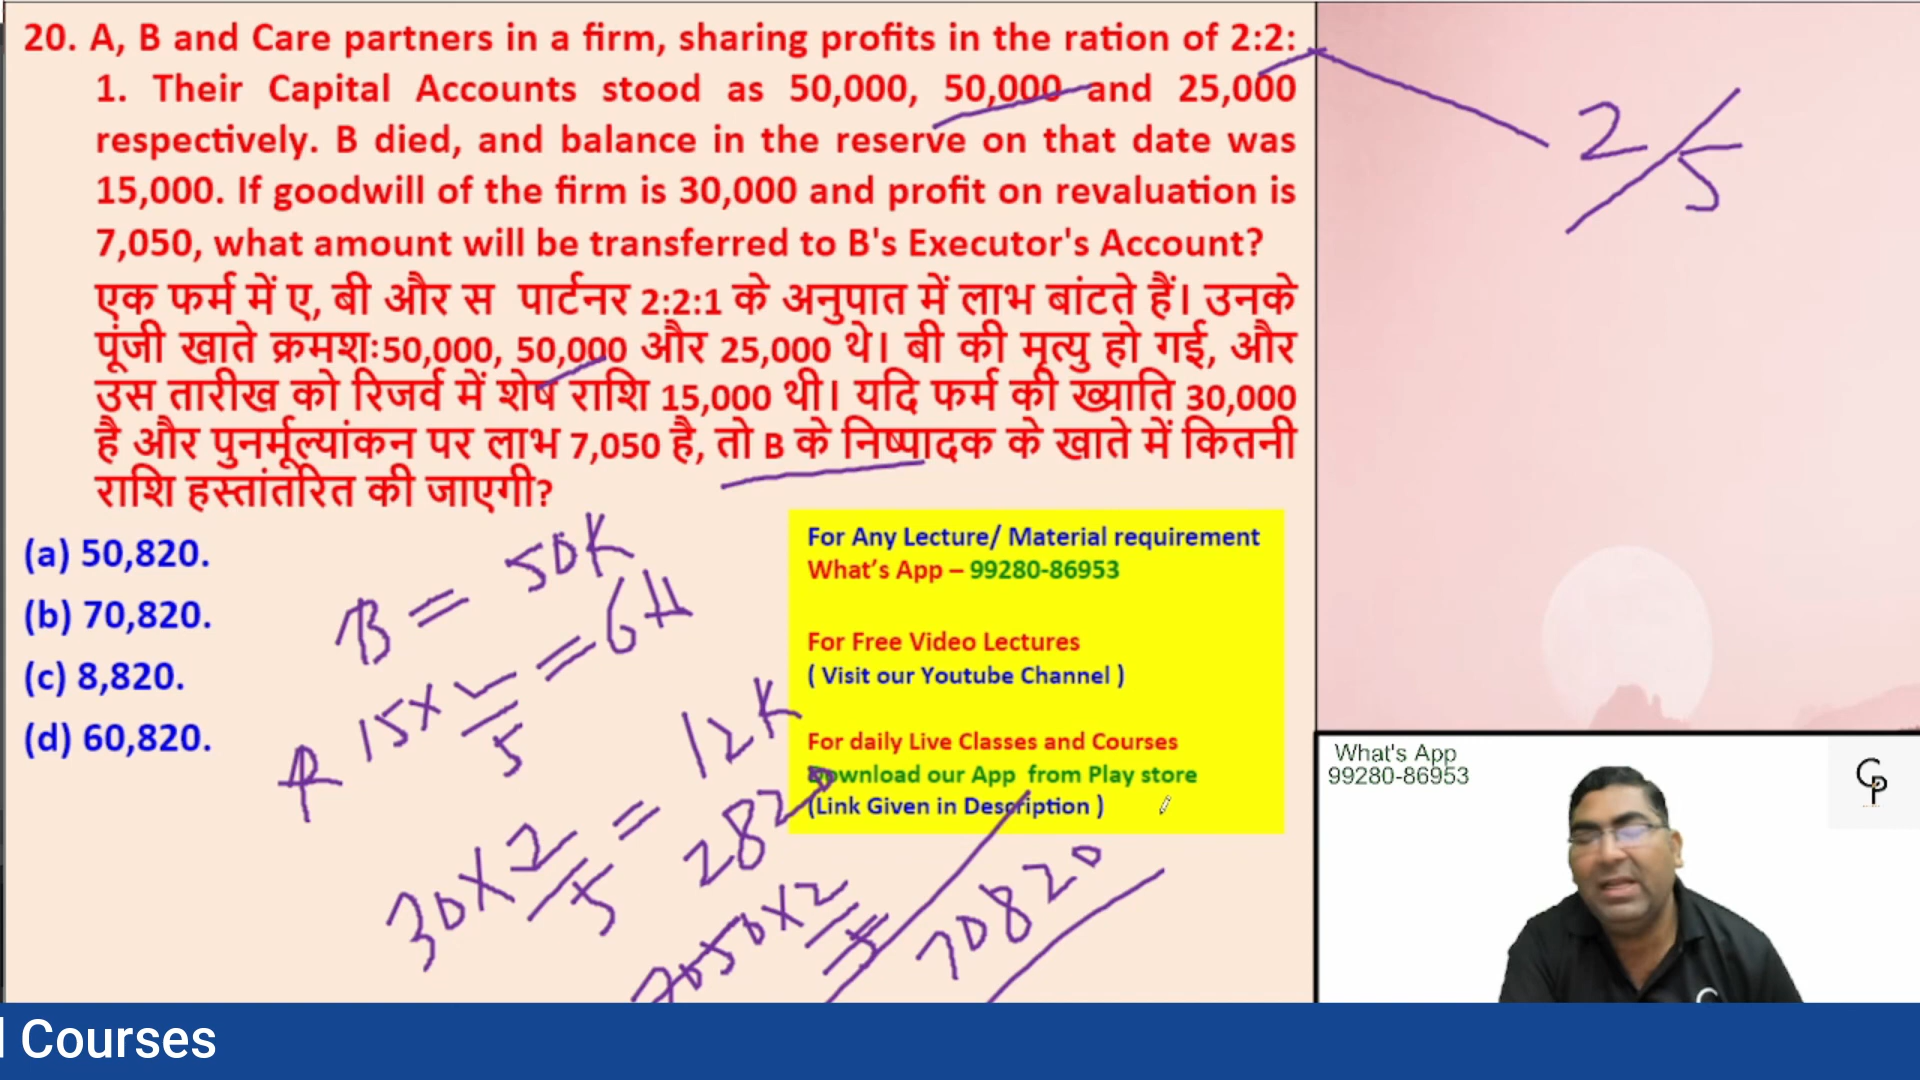 20. A, B and Care partners in a firm, sharing profits in the ration of 2:2:
1. Their Capital Accounts stood as 50,000, 50,000 and 25,000
respectively. B died, and balance in the reserve on that date was
15,000. If goodwill of the firm is 30,000 and profit on revaluation is
7,050, what amount will be transferred to B's Executor's Account?
एक फर्म में ए, बी और स पार्टनर 2:2:1 के अनुपात में लाभ बांटते हैं। उनके
पूंजी खाते क्रमशः50,000, 50,000 और 25,000 थे। बी की मृत्यु हो गई, और
उस तारीख को रिजर्व में शेष राशि 15,000 थी। यदि फर्म की ख्याति 30,000
है और पुनर्मूल्यांकन पर लाभ 7,050 है, तो B के निष्पादक के खाते में कितनी
राशि हस्तांतरित की जाएगी?
(a) 50,820.
(b) 70,820.
(c) 8,820.
(d) 60,820.
B = 50K
15x 5 = 6
30x2/5 = 12K
7050x2/5 2820
70820
2/5
For Any Lecture/ Material requirement
What's App – 99280-86953
For Free Video Lectures
( Visit our Youtube Channel )
For daily Live Classes and Courses
Download our App from Play store
(Link Given in Description )
What's App
99280-86953
CP
Courses